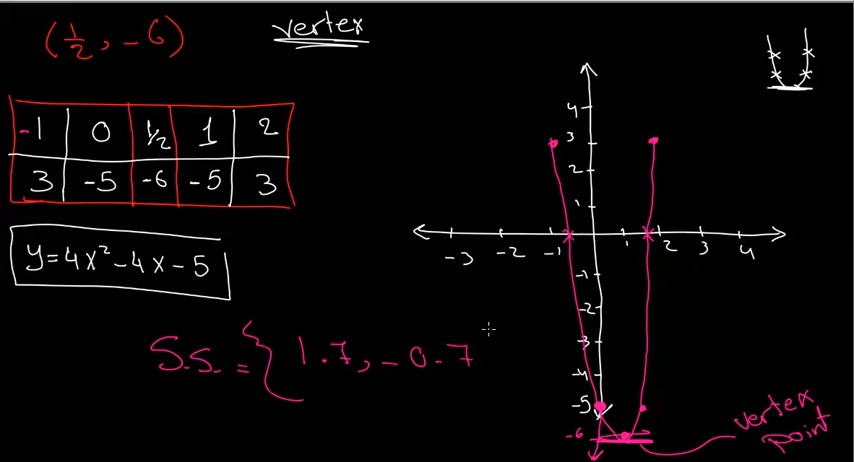 (1/2, -6)
vertex
-1 0 1/2 1 2
3 -5 -6 -5 3
y=4x²-4x-5
S.S. = { 1.7, -0.7
4
3
2
1
-3 -2 -1 1 2 3 4
-1
-2
-3
-4
-5
-6
vertex
point